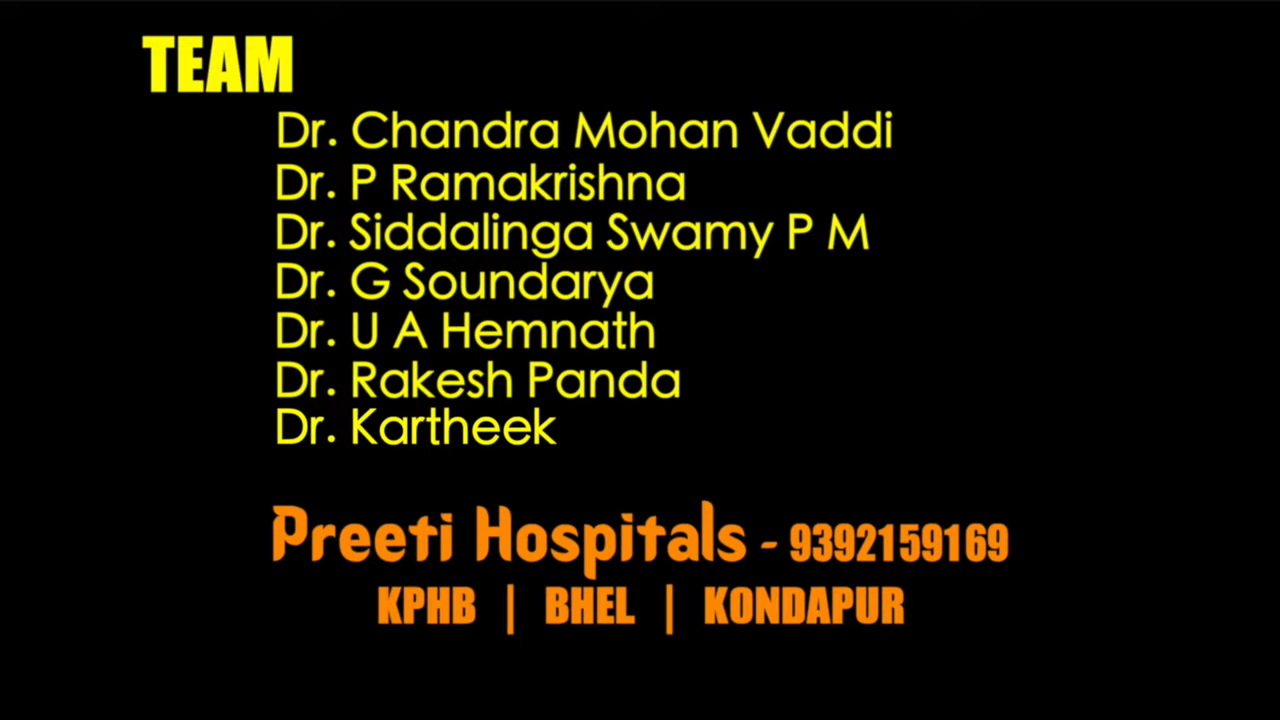 TEAM
Dr. Chandra Mohan Vaddi
Dr. P Ramakrishna
Dr. Siddalinga Swamy P M
Dr. G Soundarya
Dr. U A Hemnath
Dr. Rakesh Panda
Dr. Kartheek
Preeti Hospitals - 9392159169
KPHB | BHEL | KONDAPUR